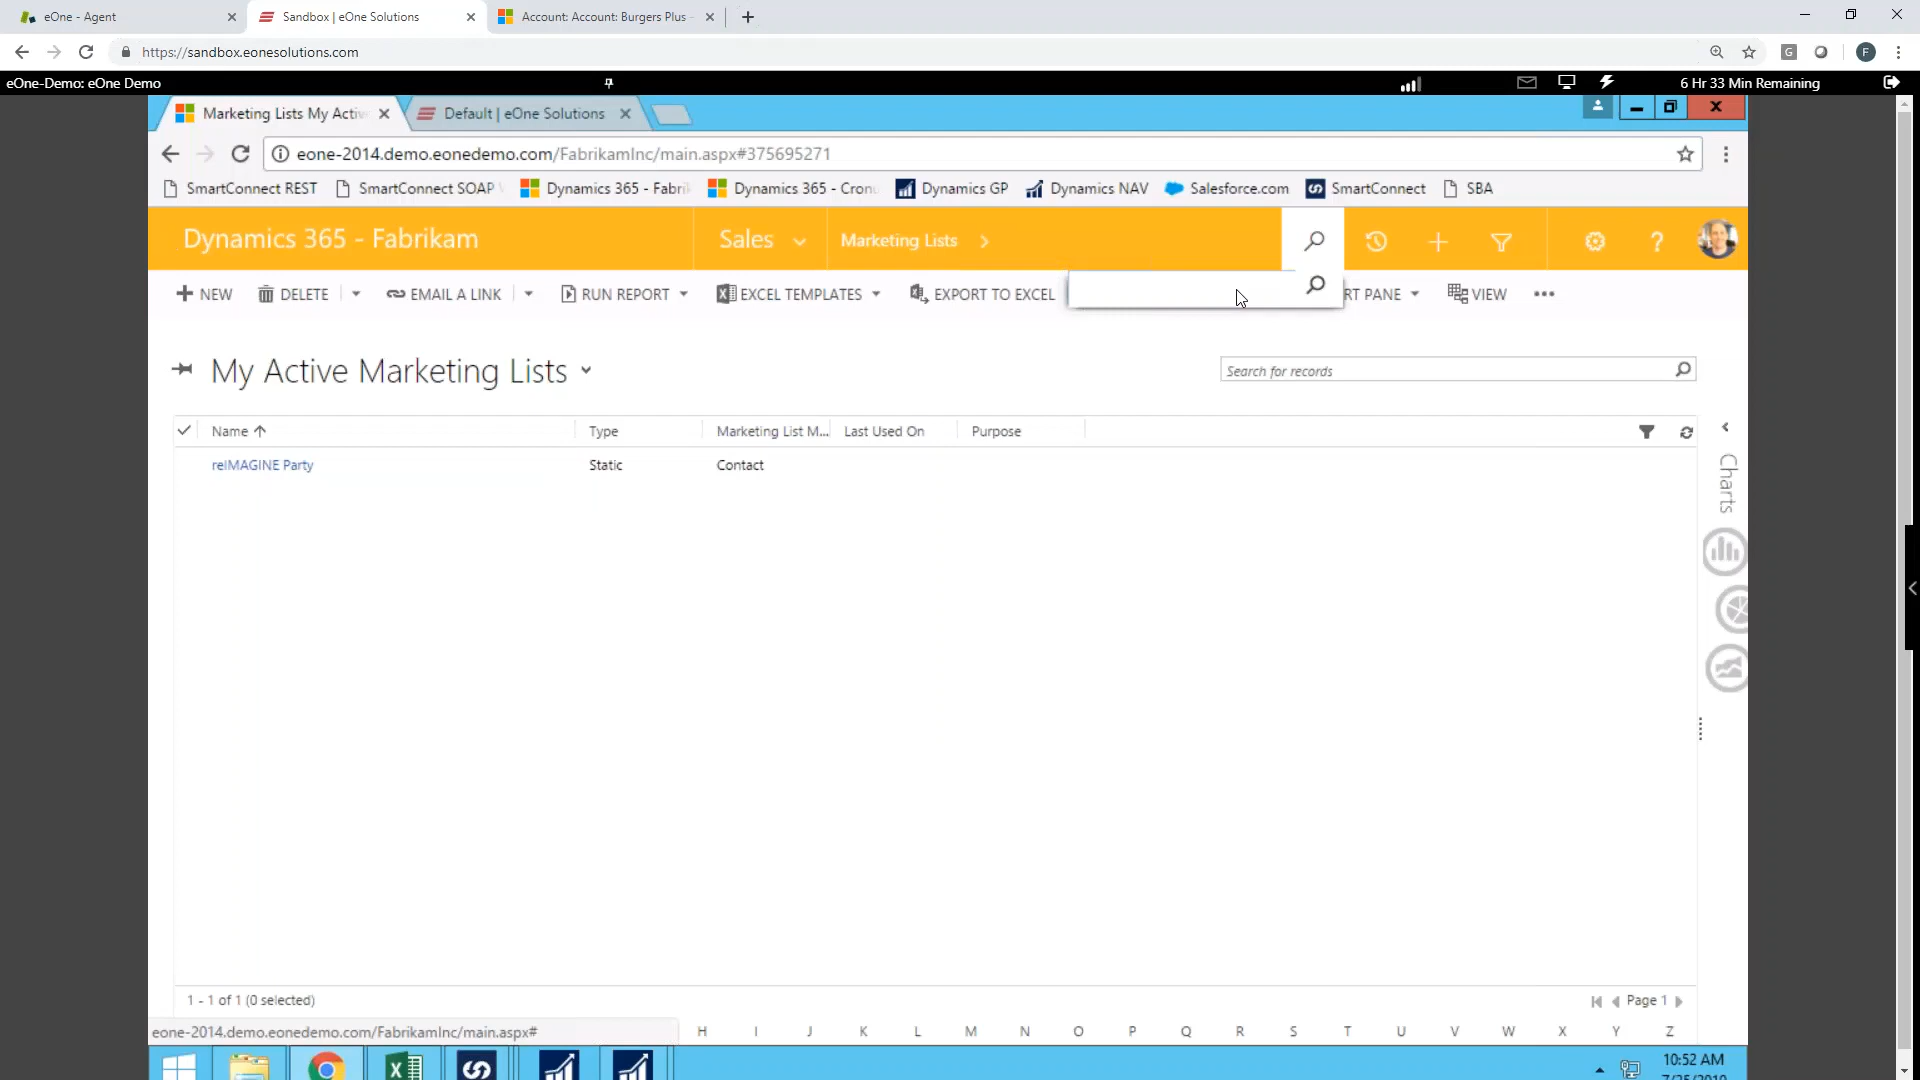 eOne - Agent
Sandbox | eOne Solutions
Account: Account: Burgers Plus -
https://sandbox.eonesolutions.com
G
F
eOne-Demo: eOne Demo
6 Hr 33 Min Remaining
Marketing Lists My Activ
Default | eOne Solutions
eone-2014.demo.eonedemo.com/FabrikamInc/main.aspx#375695271
SmartConnect REST
SmartConnect SOAP
Dynamics 365 - Fabri
Dynamics 365 - Cron
Dynamics GP
Dynamics NAV
Salesforce.com
SmartConnect
SBA
Dynamics 365 - Fabrikam
Sales
Marketing Lists
?
NEW
DELETE
EMAIL A LINK
RUN REPORT
EXCEL TEMPLATES
EXPORT TO EXCEL
RT PANE
VIEW
My Active Marketing Lists
Search for records
Name
Type
Marketing List M...
Last Used On
Purpose
reIMAGINE Party
Static
Contact
Charts
1 - 1 of 1 (0 selected)
Page 1
eone-2014.demo.eonedemo.com/FabrikamInc/main.aspx#
H I J K L M N O P Q R S T U V W X Y Z
10:52 AM